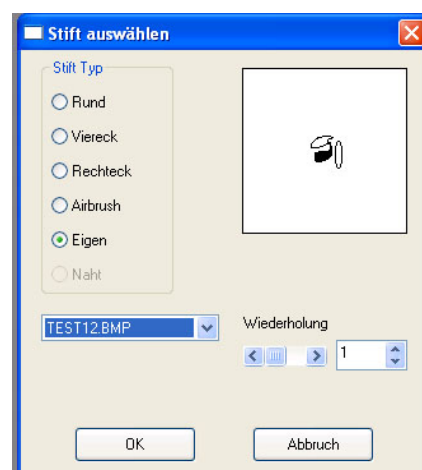 Stift auswählen
Stift Typ
Rund
Viereck
Rechteck
Airbrush
Eigen
Naht
TEST12.BMP
Wiederholung
1
OK
Abbruch